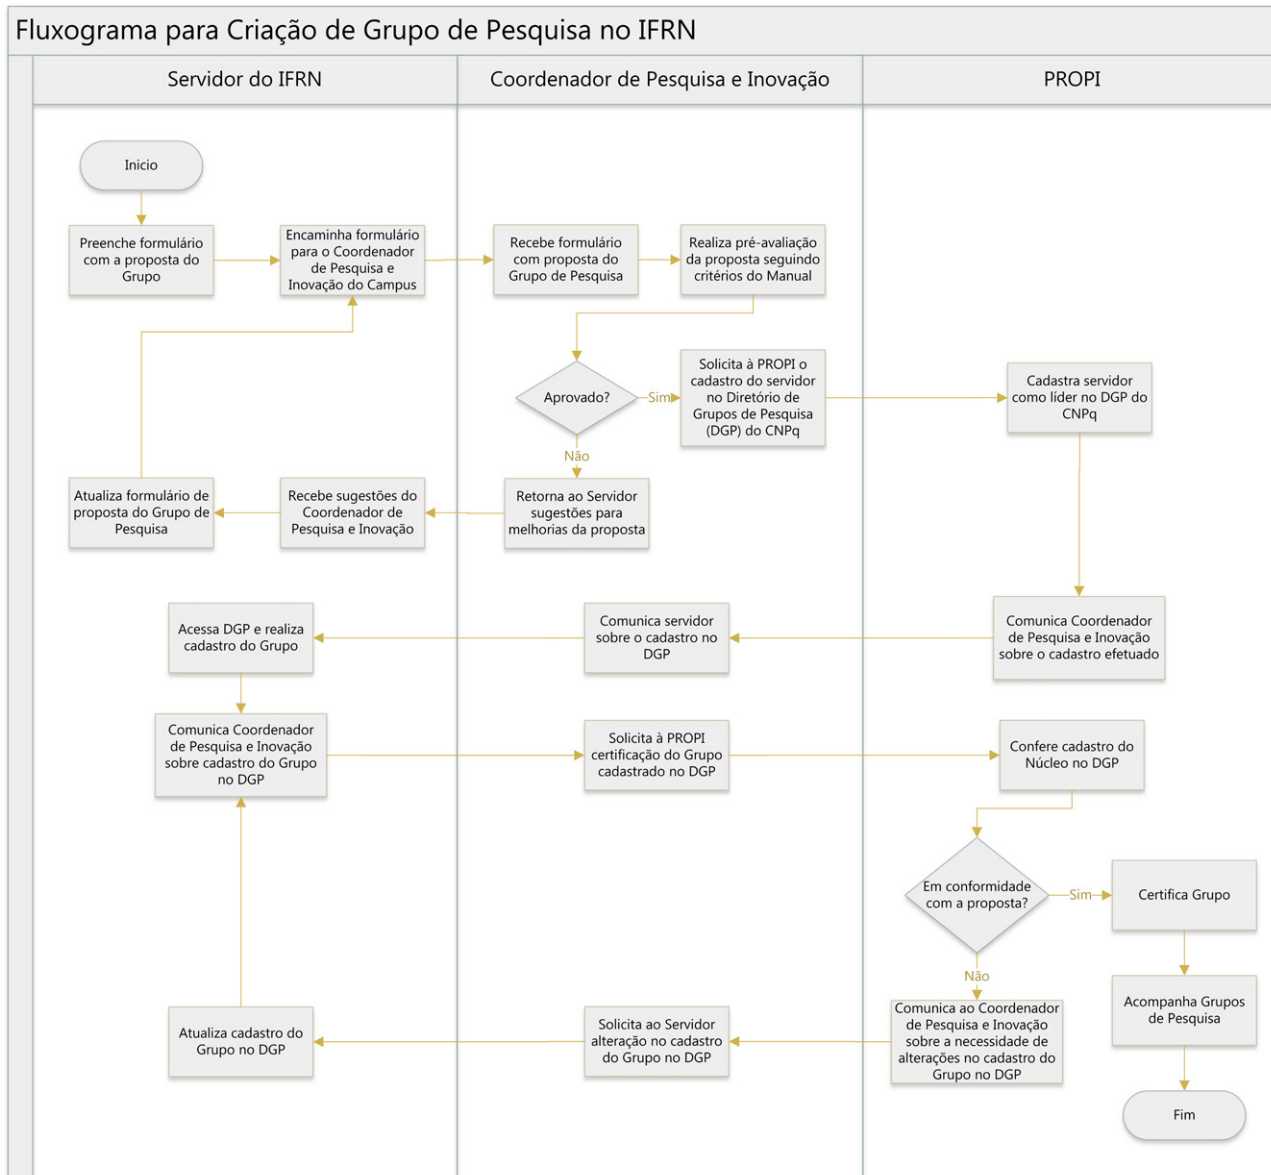 Fluxograma para Criação de Grupo de Pesquisa no IFRN
Servidor do IFRN
Coordenador de Pesquisa e Inovação
PROPI
Inicio
Preenche formulário
com a proposta do
Grupo
Encaminha formulário
para o Coordenador
de Pesquisa e
Inovação do Campus
Recebe formulário
com proposta do
Grupo de Pesquisa
Realiza pré-avaliação
da proposta seguindo
critérios do Manual
Aprovado?
Sim
Solicita à PROPI o
cadastro do servidor
no Diretório de
Grupos de Pesquisa
(DGP) do CNPq
Cadastra servidor
como líder no DGP do
CNPq
Não
Atualiza formulário de
proposta do Grupo de
Pesquisa
Recebe sugestões do
Coordenador de
Pesquisa e Inovação
Retorna ao Servidor
sugestões para
melhorias da proposta
Acessa DGP e realiza
cadastro do Grupo
Comunica servidor
sobre o cadastro no
DGP
Comunica Coordenador
de Pesquisa e Inovação
sobre o cadastro efetuado
Comunica Coordenador
de Pesquisa e Inovação
sobre cadastro do Grupo
no DGP
Solicita à PROPI
certificação do Grupo
cadastrado no DGP
Confere cadastro do
Núcleo no DGP
Em conformidade
com a proposta?
Sim
Certifica Grupo
Não
Atualiza cadastro do
Grupo no DGP
Solicita ao Servidor
alteração no cadastro
do Grupo no DGP
Comunica ao Coordenador
de Pesquisa e Inovação
sobre a necessidade de
alterações no cadastro do
Grupo no DGP
Acompanha Grupos
de Pesquisa
Fim